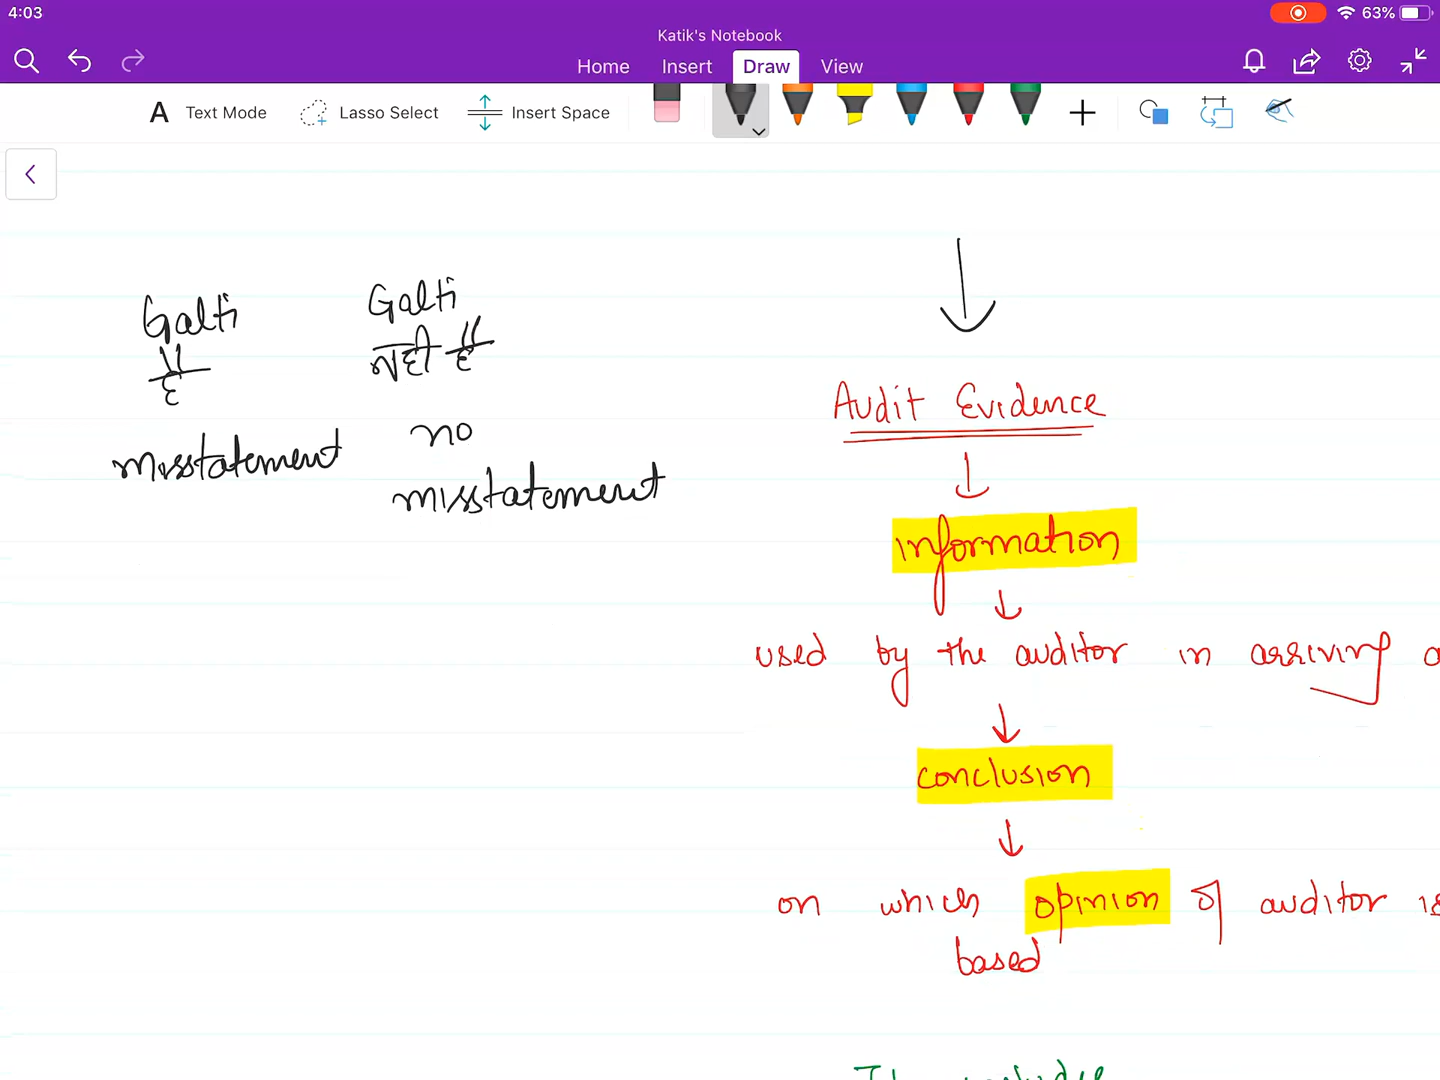 4:03
63%
Katik's Notebook
Home Insert Draw View
A Text Mode Lasso Select Insert Space
Galti
है
misstatement
Galti
नही है
no
misstatement
Audit Evidence
information
used by the auditor in arriving
conclusion
on which opinion of auditor is
based